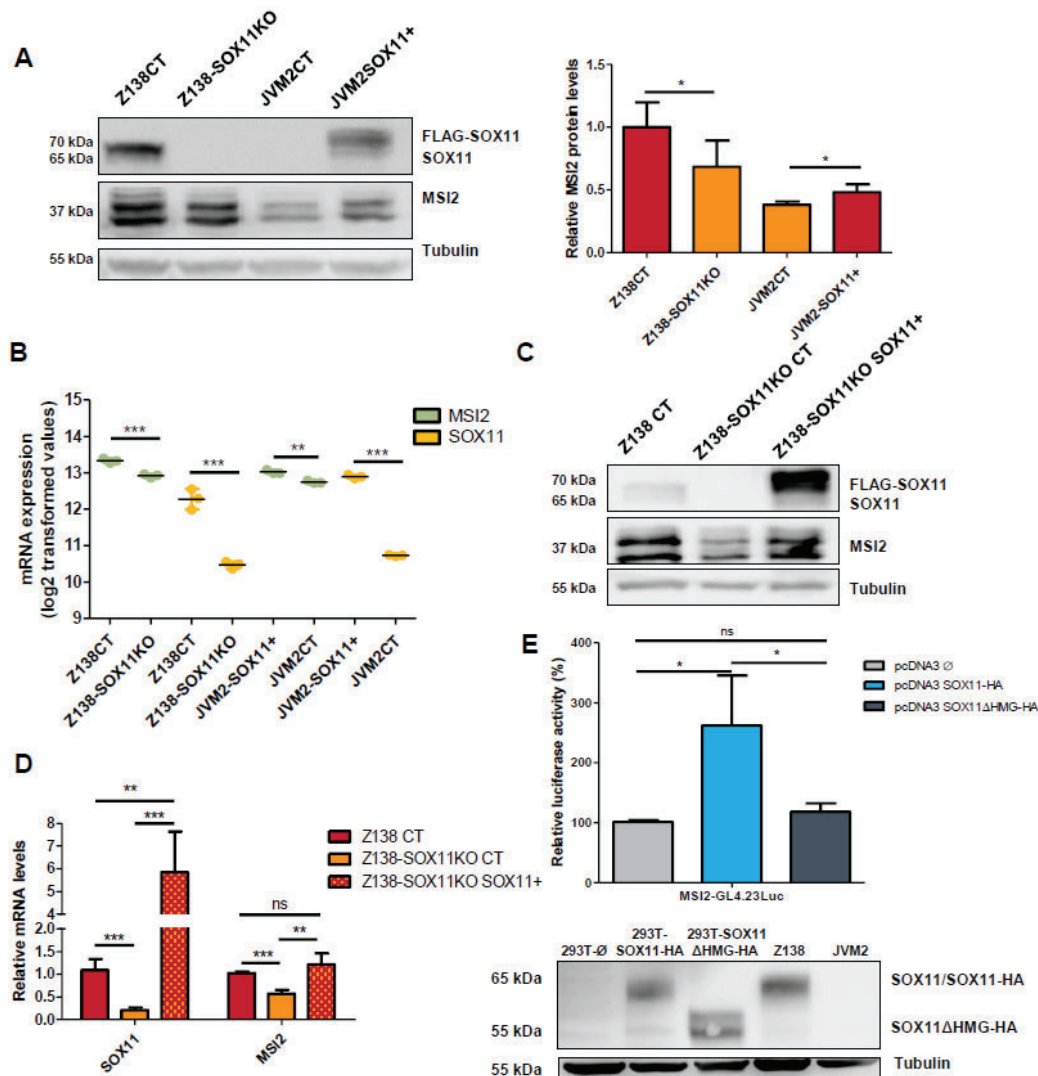 A
Z138CT
Z138-SOX11KO
JVM2CT
JVM2SOX11+
70 kDa
65 kDa
FLAG-SOX11
SOX11
37 kDa
MSI2
55 kDa
Tubulin
Relative MSI2 protein levels
1.5
1.0
0.5
0.0
*
*
Z138CT
Z138-SOX11KO
JVM2CT
JVM2-SOX11+
B
mRNA expression
(log2 transformed values)
15
14
13
12
11
10
9
***
***
**
***
MSI2
SOX11
Z138CT
Z138-SOX11KO
Z138CT
Z138-SOX11KO
JVM2-SOX11+
JVM2CT
JVM2-SOX11+
JVM2CT
C
Z138 CT
Z138-SOX11KO CT
Z138-SOX11KO SOX11+
70 kDa
65 kDa
FLAG-SOX11
SOX11
37 kDa
MSI2
55 kDa
Tubulin
D
Relative mRNA levels
8
7
6
5
4
1.5
1.0
0.5
0.0
**
***
***
ns
***
**
SOX11
MSI2
Z138 CT
Z138-SOX11KO CT
Z138-SOX11KO SOX11+
E
Relative luciferase activity (%)
400
300
200
100
0
ns
*
*
MSI2-GL4.23Luc
pcDNA3 Ø
pcDNA3 SOX11-HA
pcDNA3 SOX11ΔHMG-HA
293T-Ø
293T-
SOX11-HA
293T-SOX11
ΔHMG-HA
Z138
JVM2
65 kDa
SOX11/SOX11-HA
55 kDa
SOX11ΔHMG-HA
55 kDa
Tubulin